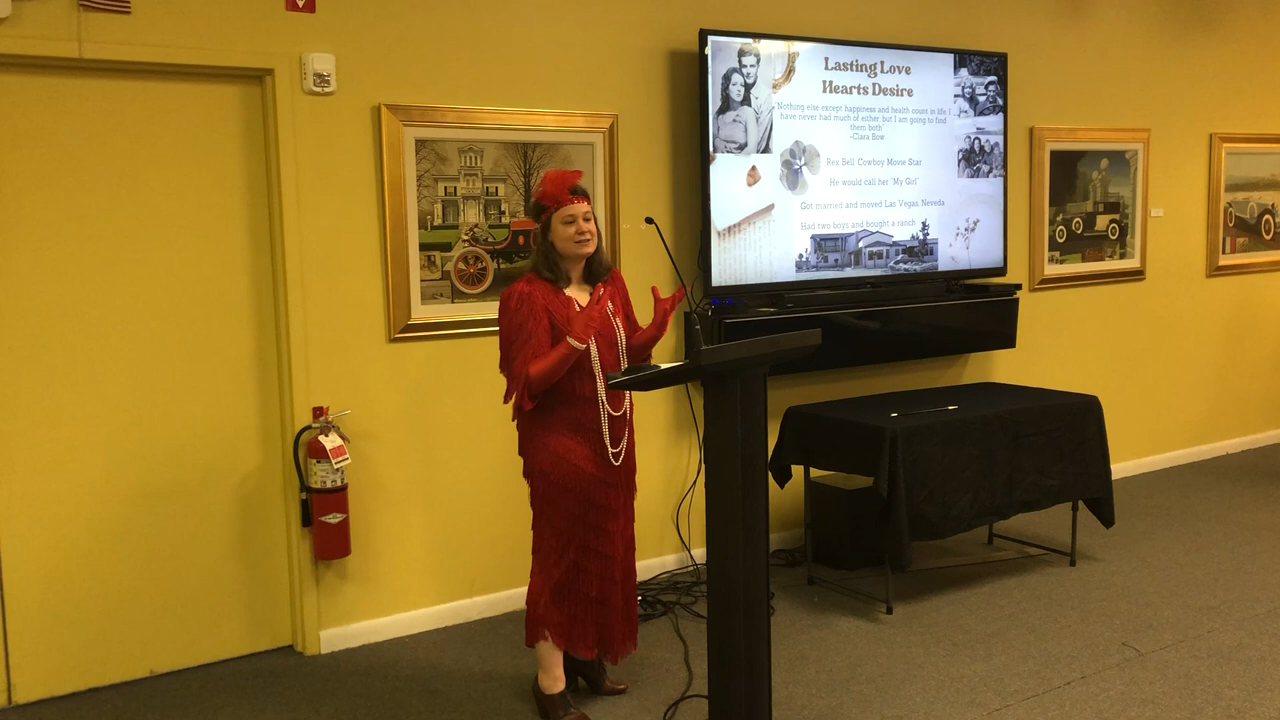 Lasting Love
Hearts Desire
"Nothing else except happiness and health count in life I
have never had much of either but I am going to find
them both"
-Clara Bow
Rex Bell Cowboy Movie Star
He would call her "My Girl"
Got married and moved Las Vegas. Neveda
Had two boys and bought a ranch